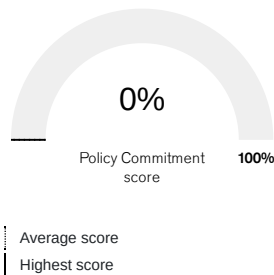 0%
Policy Commitment
score
100%
Average score
Highest score